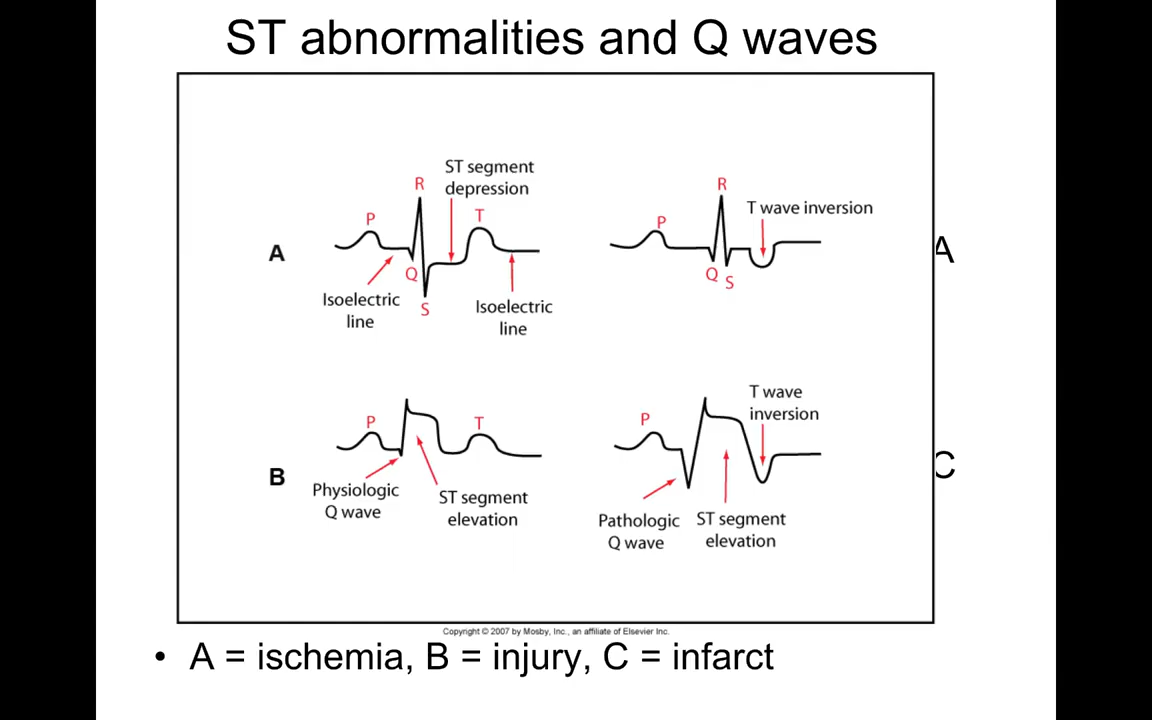 ST abnormalities and Q waves
ST segment
depression
R
P
T
A
Q
Isoelectric
line
S
Isoelectric
line
R
T wave inversion
P
Q
S
A
P
T
B
Physiologic
Q wave
ST segment
elevation
T wave
inversion
P
Pathologic
Q wave
ST segment
elevation
C
Copyright © 2007 by Mosby, Inc., an affiliate of Elsevier Inc.
• A = ischemia, B = injury, C = infarct